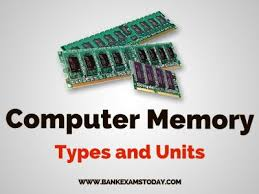 Computer Memory
Types and Units
WWW.BANKEXAMSTODAY.COM